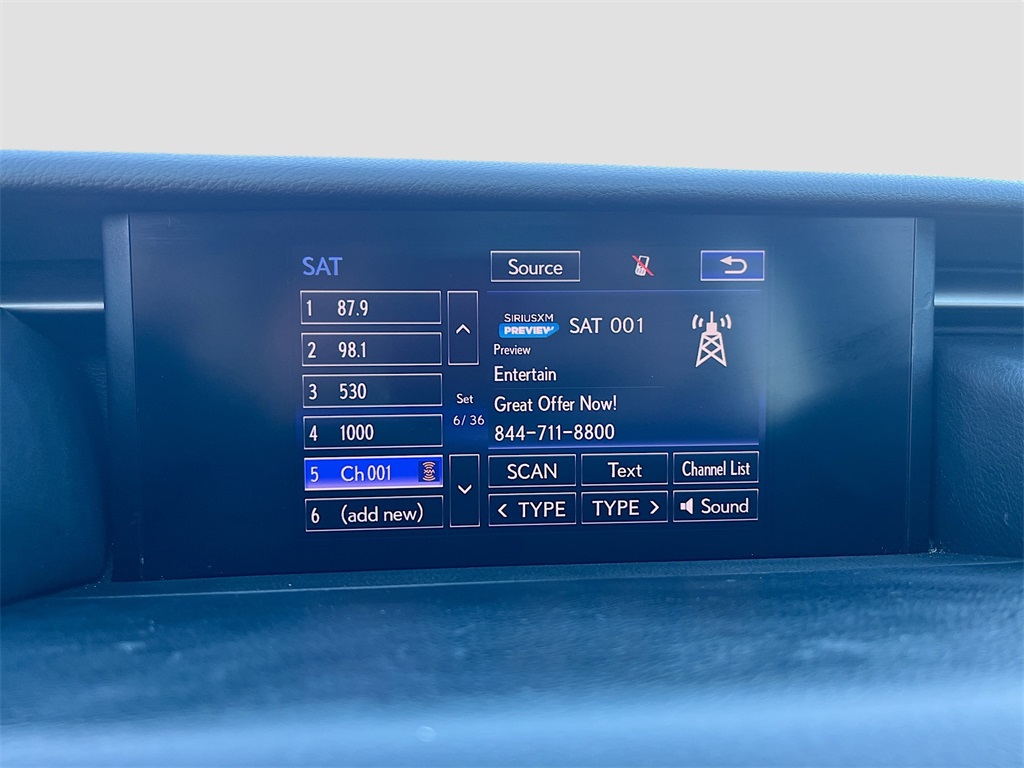 SAT
Source
1 87.9
2 98.1
3 530
4 1000
5 Ch001
6 (add new)
Set
6/36
SIRIUSXM
PREVIEW
SAT 001
Preview
Entertain
Great Offer Now!
844-711-8800
SCAN
Text
Channel List
< TYPE
TYPE >
Sound